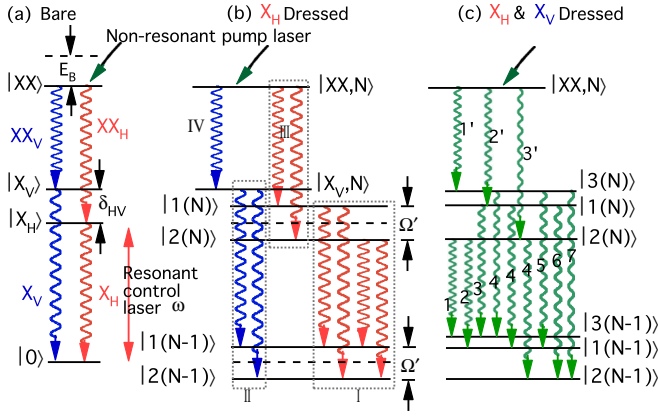 (a) Bare
(b) X_H Dressed
(c) X_H & X_V Dressed
Non-resonant pump laser
E_B
|XX⟩
XX_V
XX_H
|X_V⟩
δ_HV
|X_H⟩
X_V
X_H
Resonant
control
laser ω
|0⟩
|XX,N⟩
IV
III
|X_V,N⟩
|1(N)⟩
|2(N)⟩
Ω'
|1(N-1)⟩
|2(N-1)⟩
Ω'
II
I
|XX,N⟩
1'
2'
3'
|3(N)⟩
|1(N)⟩
|2(N)⟩
1 2 3 4 4 4 5 6 7
|3(N-1)⟩
|1(N-1)⟩
|2(N-1)⟩